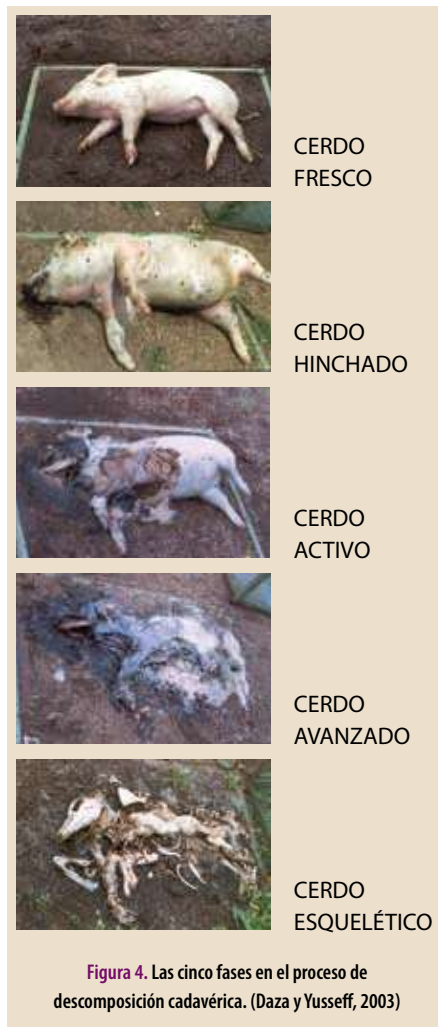 CERDO
FRESCO
CERDO
HINCHADO
CERDO
ACTIVO
CERDO
AVANZADO
CERDO
ESQUELÉTICO
Figura 4. Las cinco fases en el proceso de
descomposición cadavérica. (Daza y Yusseff, 2003)